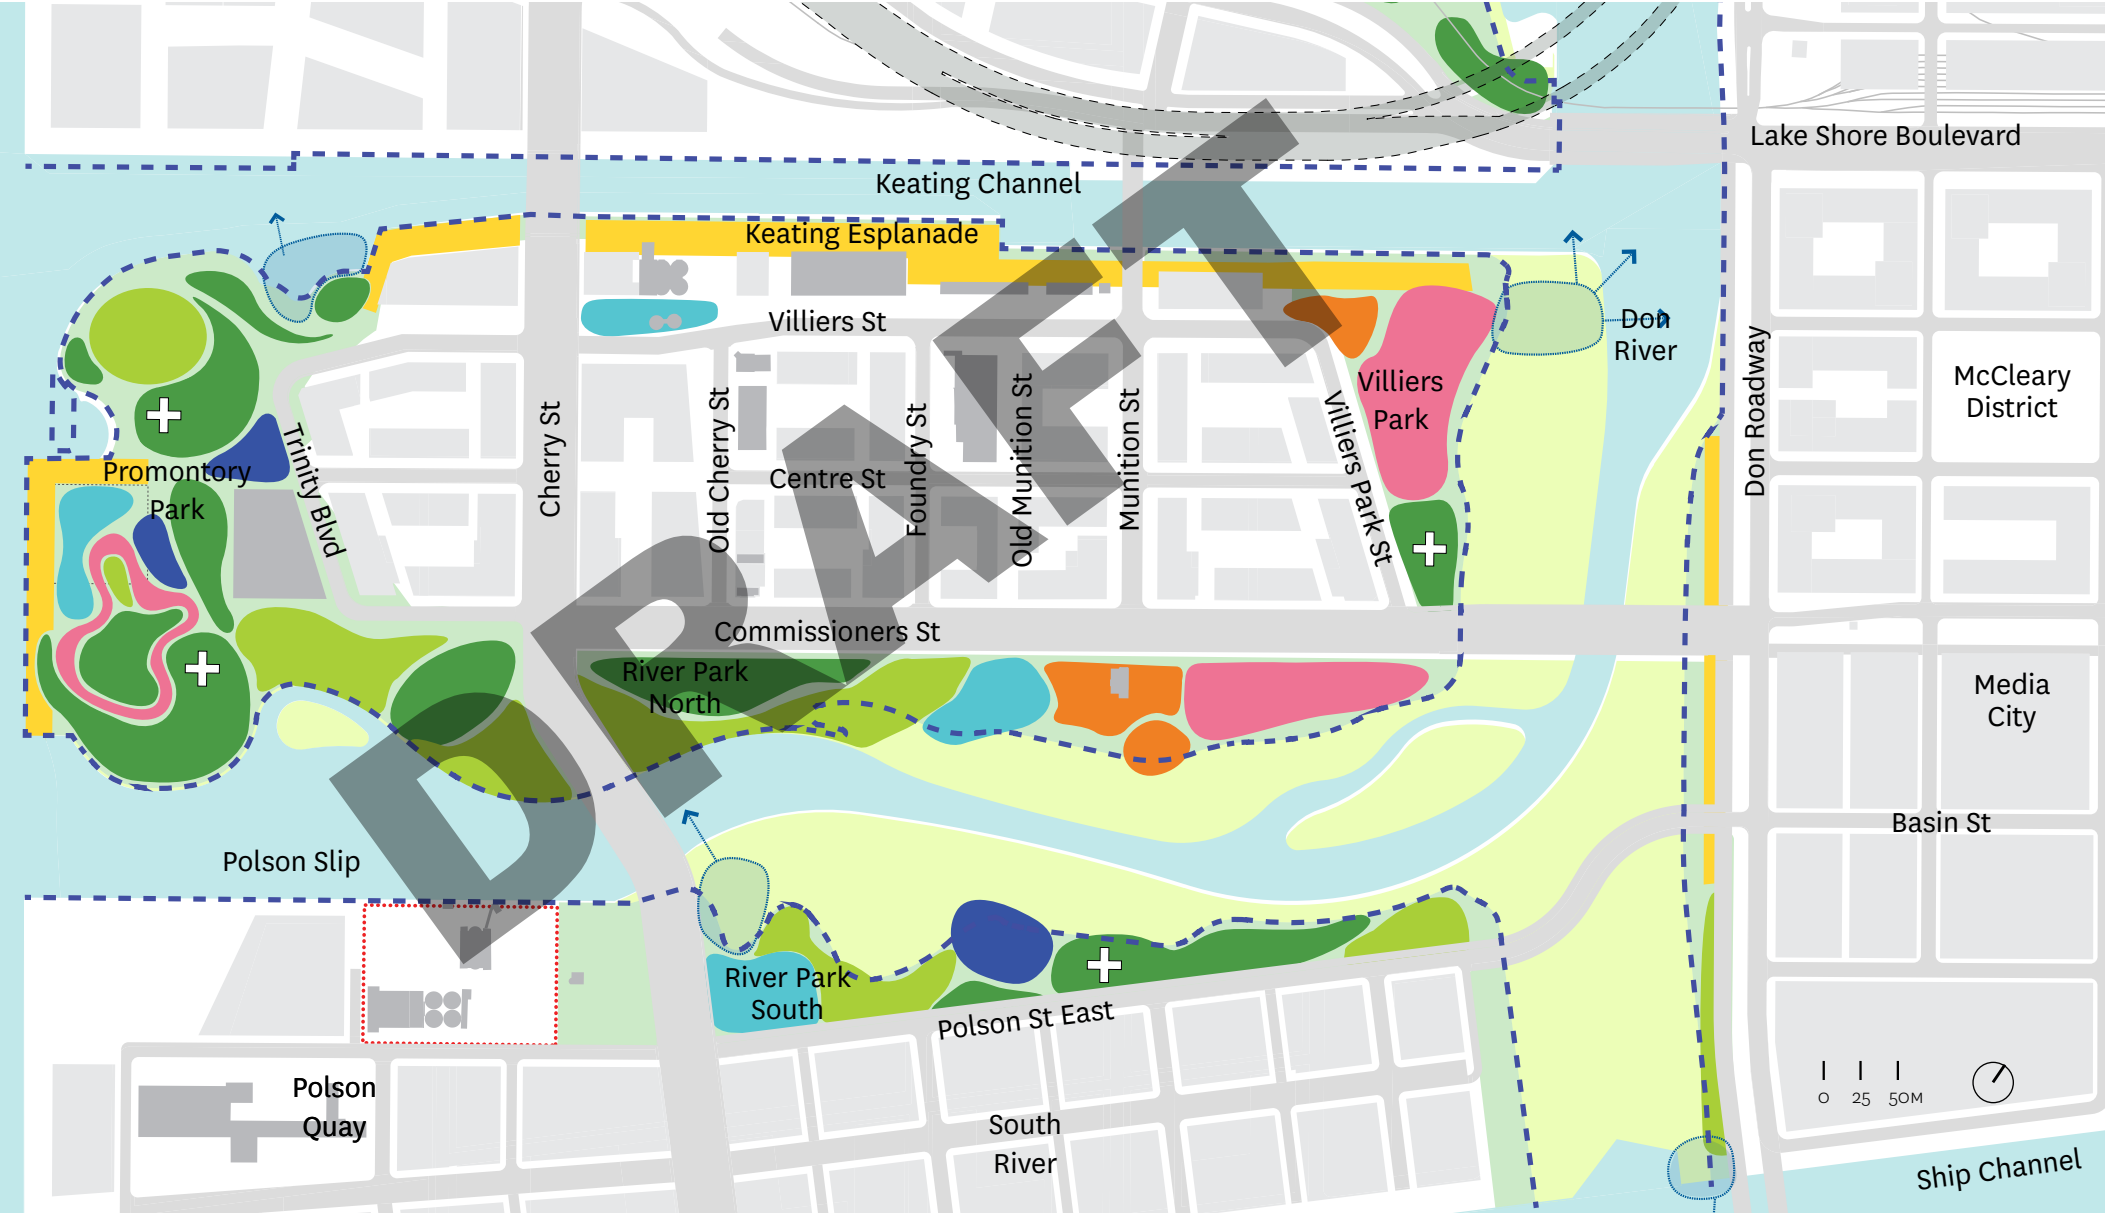 Lake Shore Boulevard
Keating Channel
Keating Esplanade
Villiers St
Don
River
Villiers
Park
McCleary
District
Don Roadway
Cherry St
Old Cherry St
Foundry St
Old Munition St
Munition St
Villiers Park St
Trinity Blvd
Centre St
Promontory
Park
Commissioners St
River Park
North
Media
City
Basin St
Polson Slip
River Park
South
Polson St East
Polson
Quay
South
River
0 25 50M
Ship Channel
DRAFT